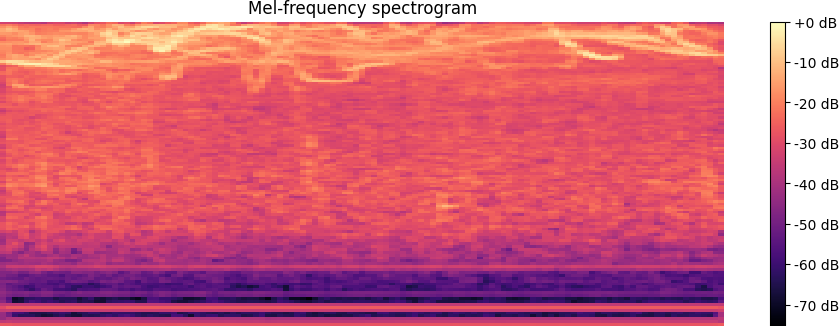 Mel-frequency spectrogram
+0 dB
-10 dB
-20 dB
-30 dB
-40 dB
-50 dB
-60 dB
-70 dB